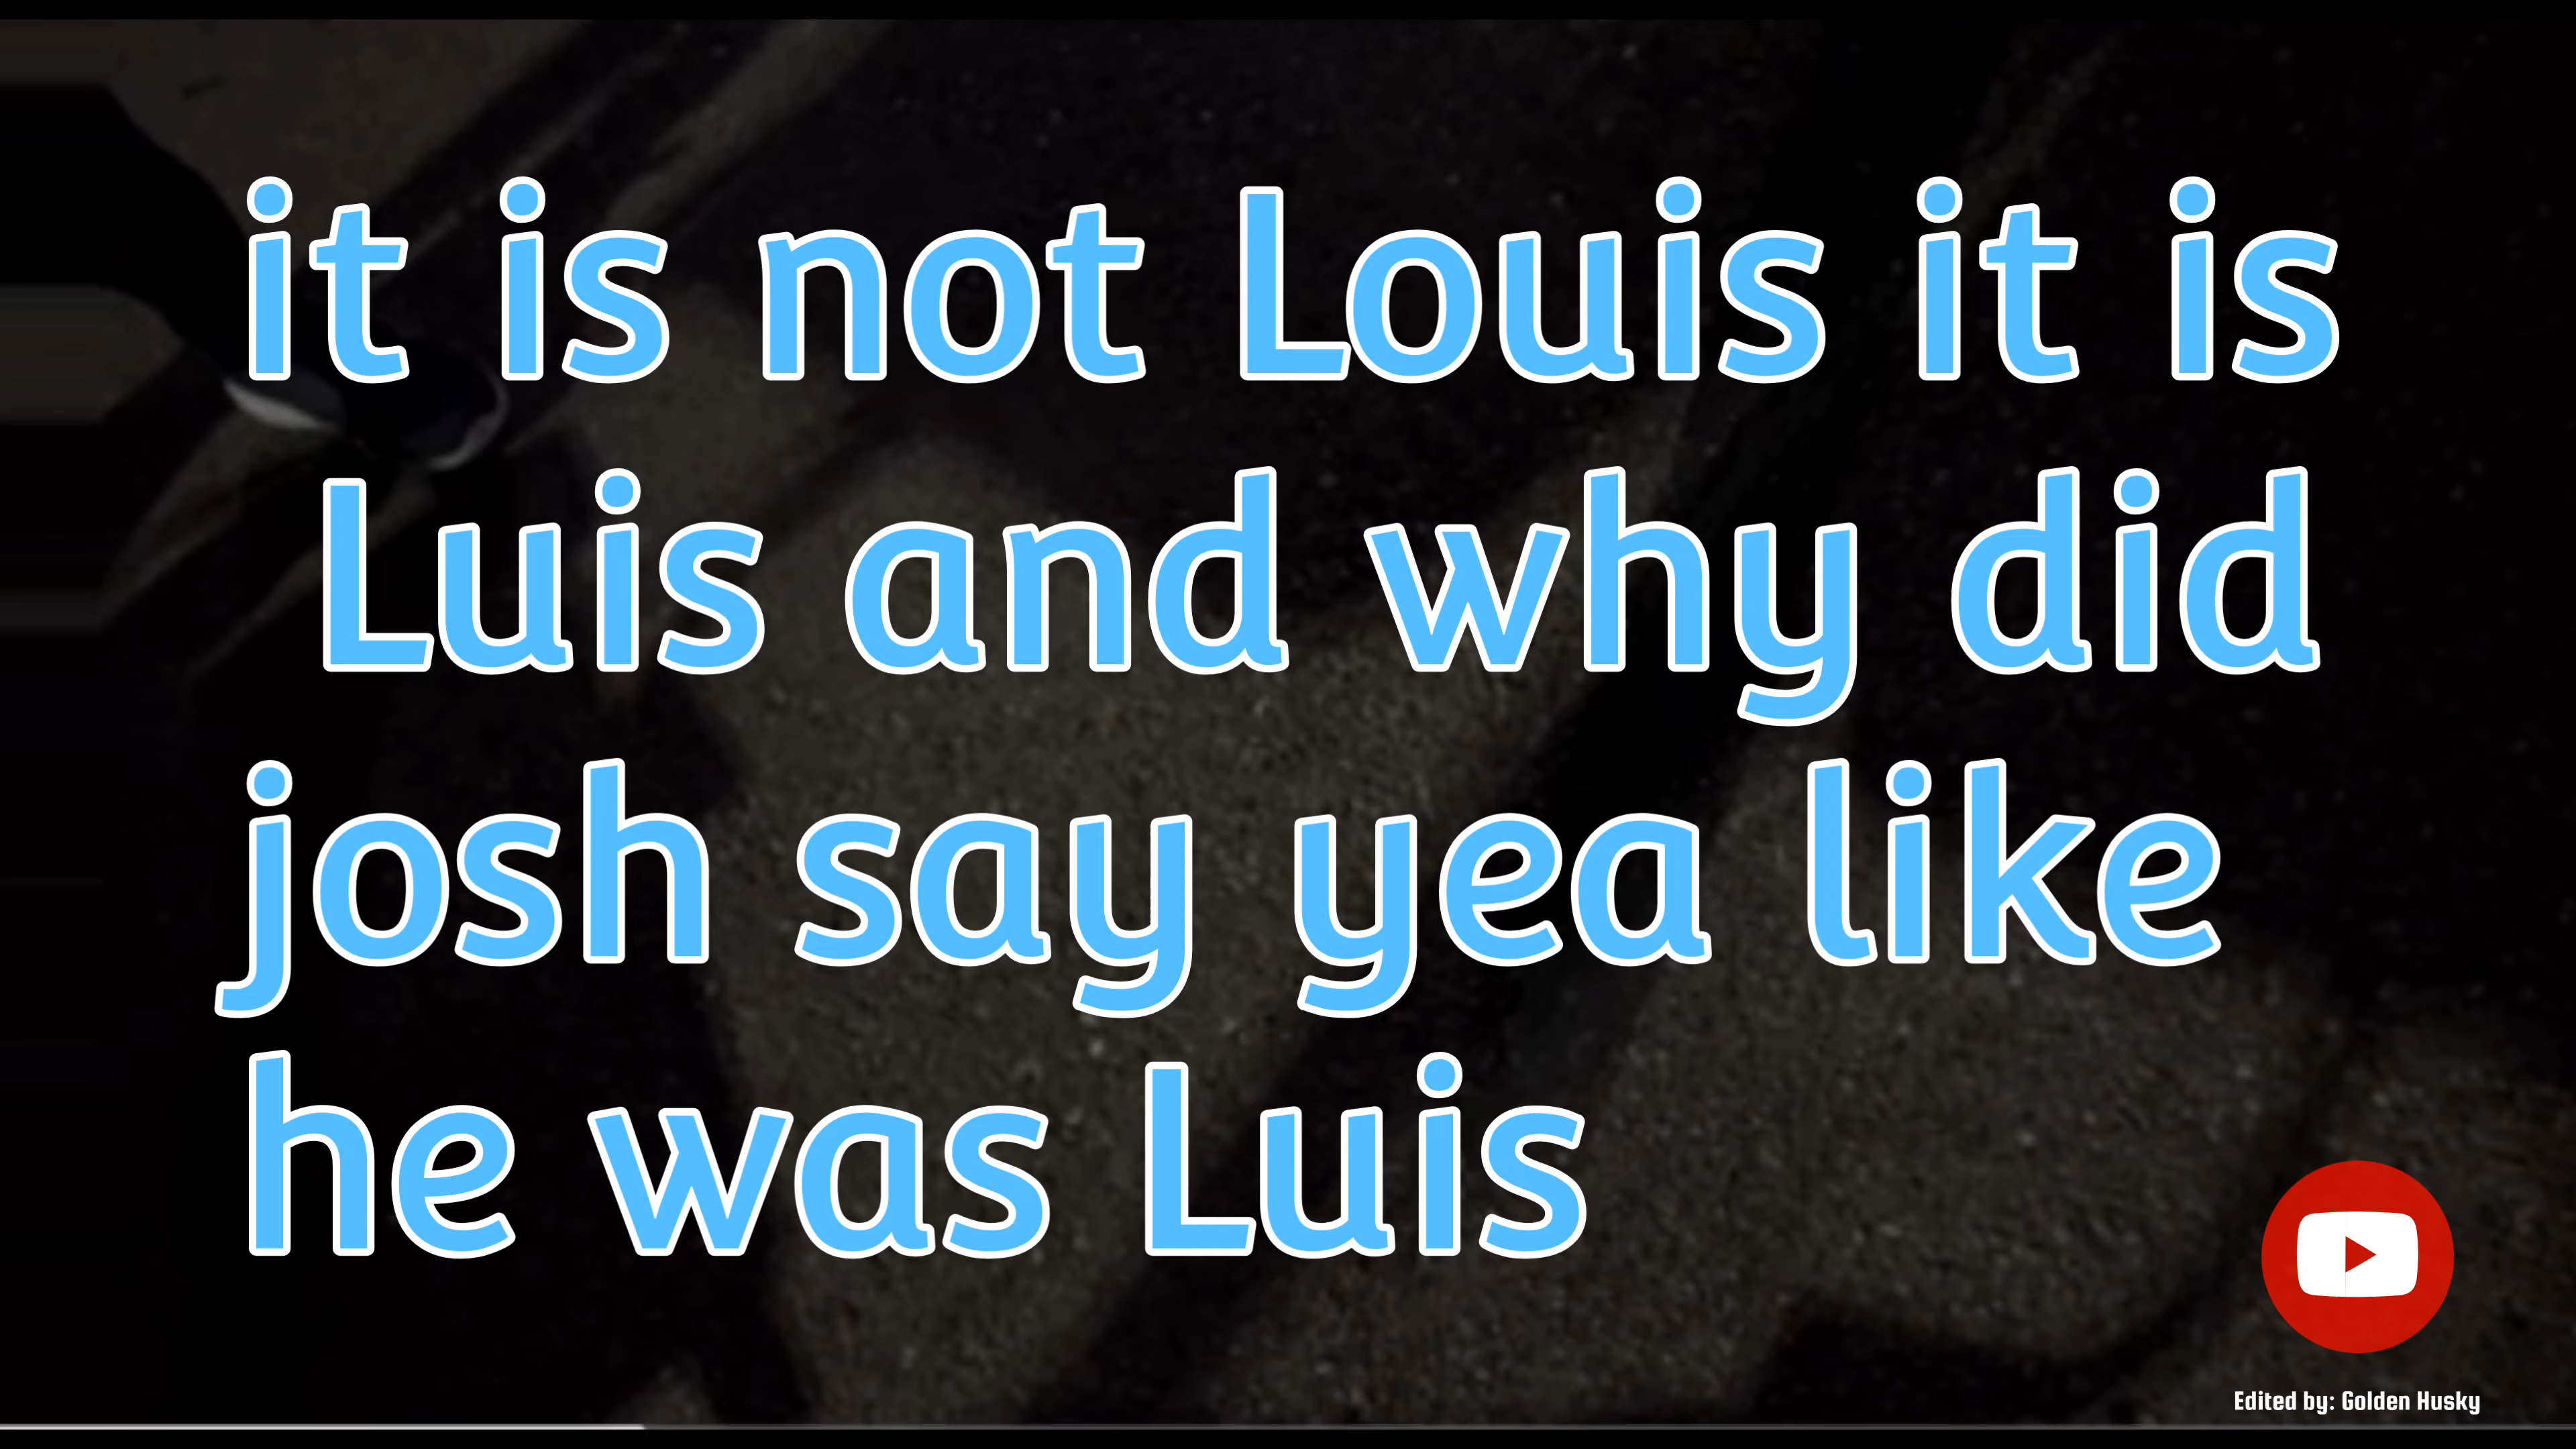 it is not Louis it is
Luis and why did
josh say yea like
he was Luis
Edited by: Golden Husky